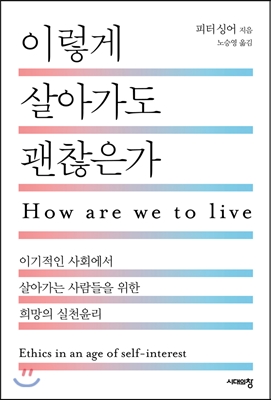 이렇게
피터 싱어 지음
노승영 옮김
살아가도
괜찮은가
How are we to live
이기적인 사회에서
살아가는 사람들을 위한
희망의 실천윤리
Ethics in an age of self-interest
시대의창